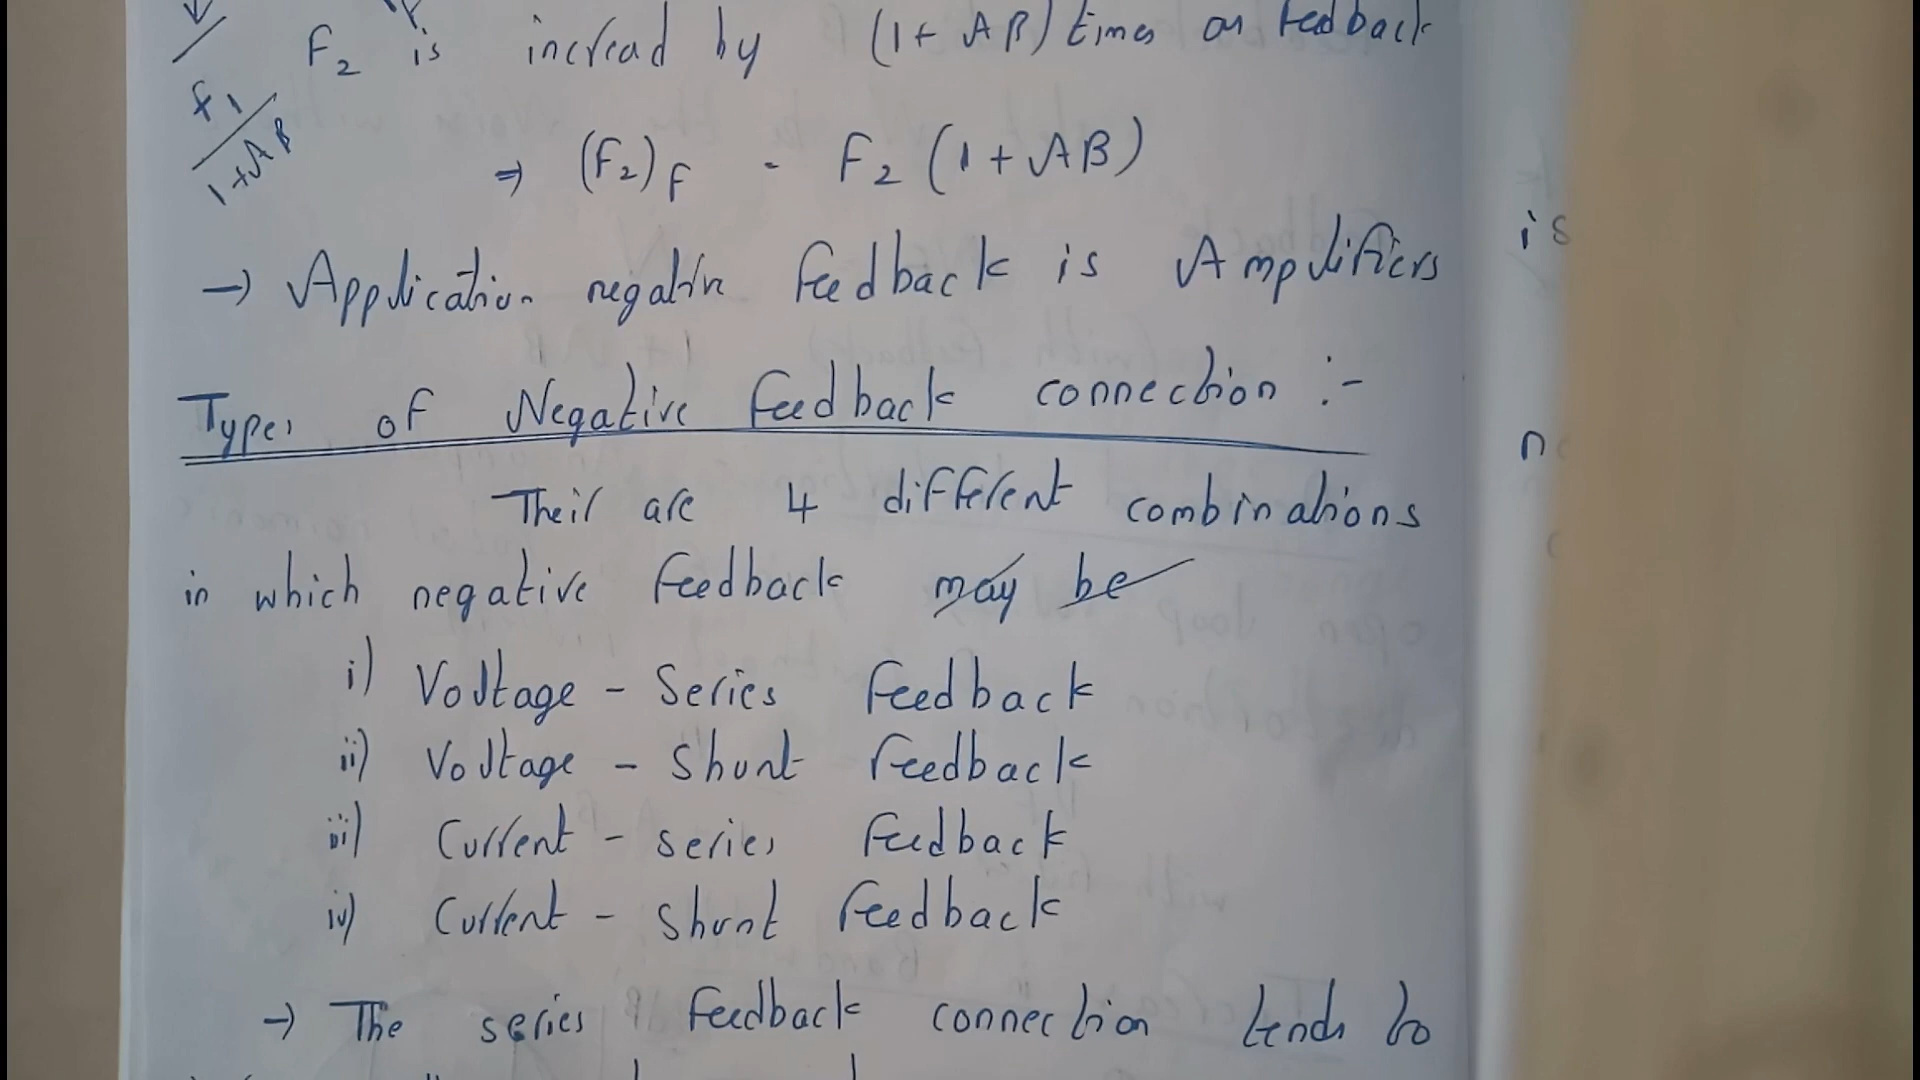 F₂ is incread by (1+ Aβ) times on feedback
f1
1+Aβ
⇒ (F₂)F = F₂ (1+AB)
→ Application negative feedback is Amplifiers is
Types of Negative feedback connection :-
Their are 4 different combinations
in which negative feedback may be
i) Voltage - Series feedback
ii) Voltage - Shunt feedback
iii) Current - series feedback
iv) Current - shunt feedback
→ The series feedback connection tends to